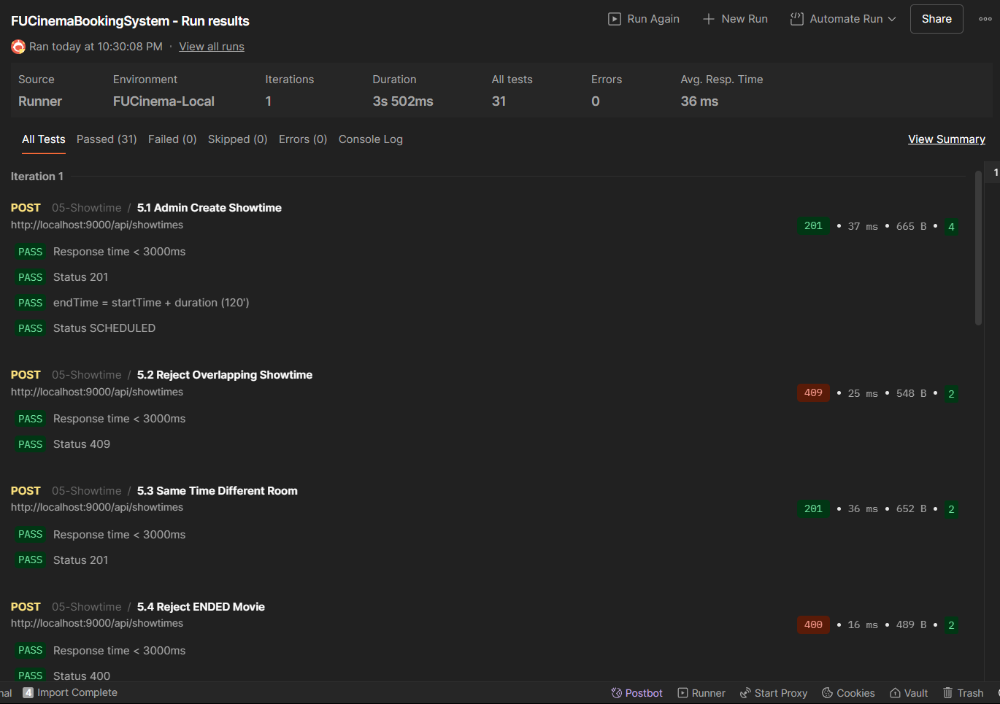 FUCinemaBookingSystem - Run results
Run Again
New Run
Automate Run
Share
Ran today at 10:30:08 PM · View all runs
Source Environment Iterations Duration All tests Errors Avg. Resp. Time
Runner FUCinema-Local 1 3s 502ms 31 0 36 ms
All Tests Passed (31) Failed (0) Skipped (0) Errors (0) Console Log View Summary
Iteration 1
1
POST 05-Showtime / 5.1 Admin Create Showtime
http://localhost:9000/api/showtimes
201 • 37 ms • 665 B • 4
PASS Response time < 3000ms
PASS Status 201
PASS endTime = startTime + duration (120')
PASS Status SCHEDULED
POST 05-Showtime / 5.2 Reject Overlapping Showtime
http://localhost:9000/api/showtimes
409 • 25 ms • 548 B • 2
PASS Response time < 3000ms
PASS Status 409
POST 05-Showtime / 5.3 Same Time Different Room
http://localhost:9000/api/showtimes
201 • 36 ms • 652 B • 2
PASS Response time < 3000ms
PASS Status 201
POST 05-Showtime / 5.4 Reject ENDED Movie
http://localhost:9000/api/showtimes
400 • 16 ms • 489 B • 2
PASS Response time < 3000ms
PASS Status 400
nal 4 Import Complete Postbot Runner Start Proxy Cookies Vault Trash